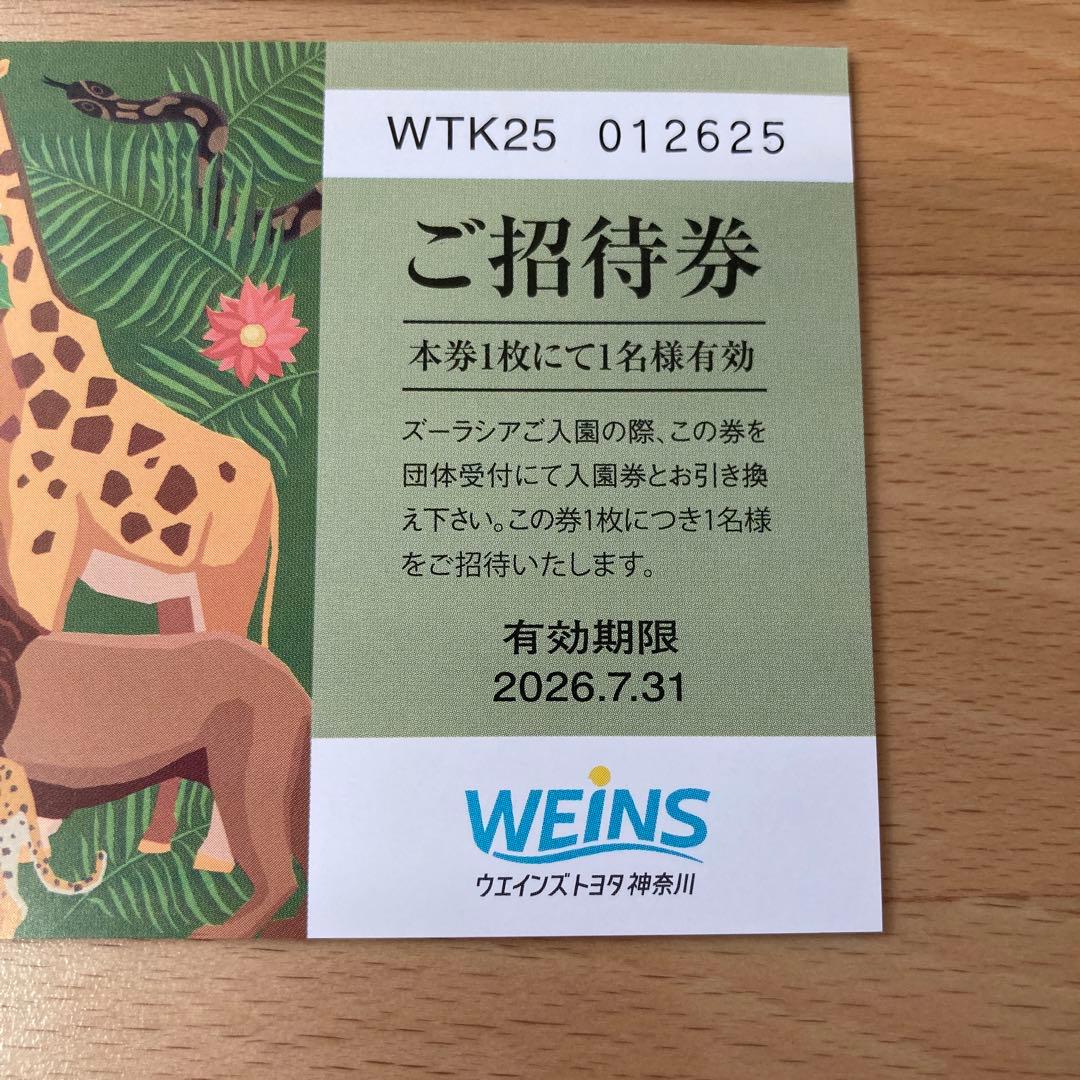 WTK25 012625
ご招待券
本券1枚にて1名様有効
ズーラシアご入園の際、この券を
団体受付にて入園券とお引き換
え下さい。この券1枚につき1名様
をご招待いたします。
有効期限
2026.7.31
WEiNS
ウエインズトヨタ神奈川